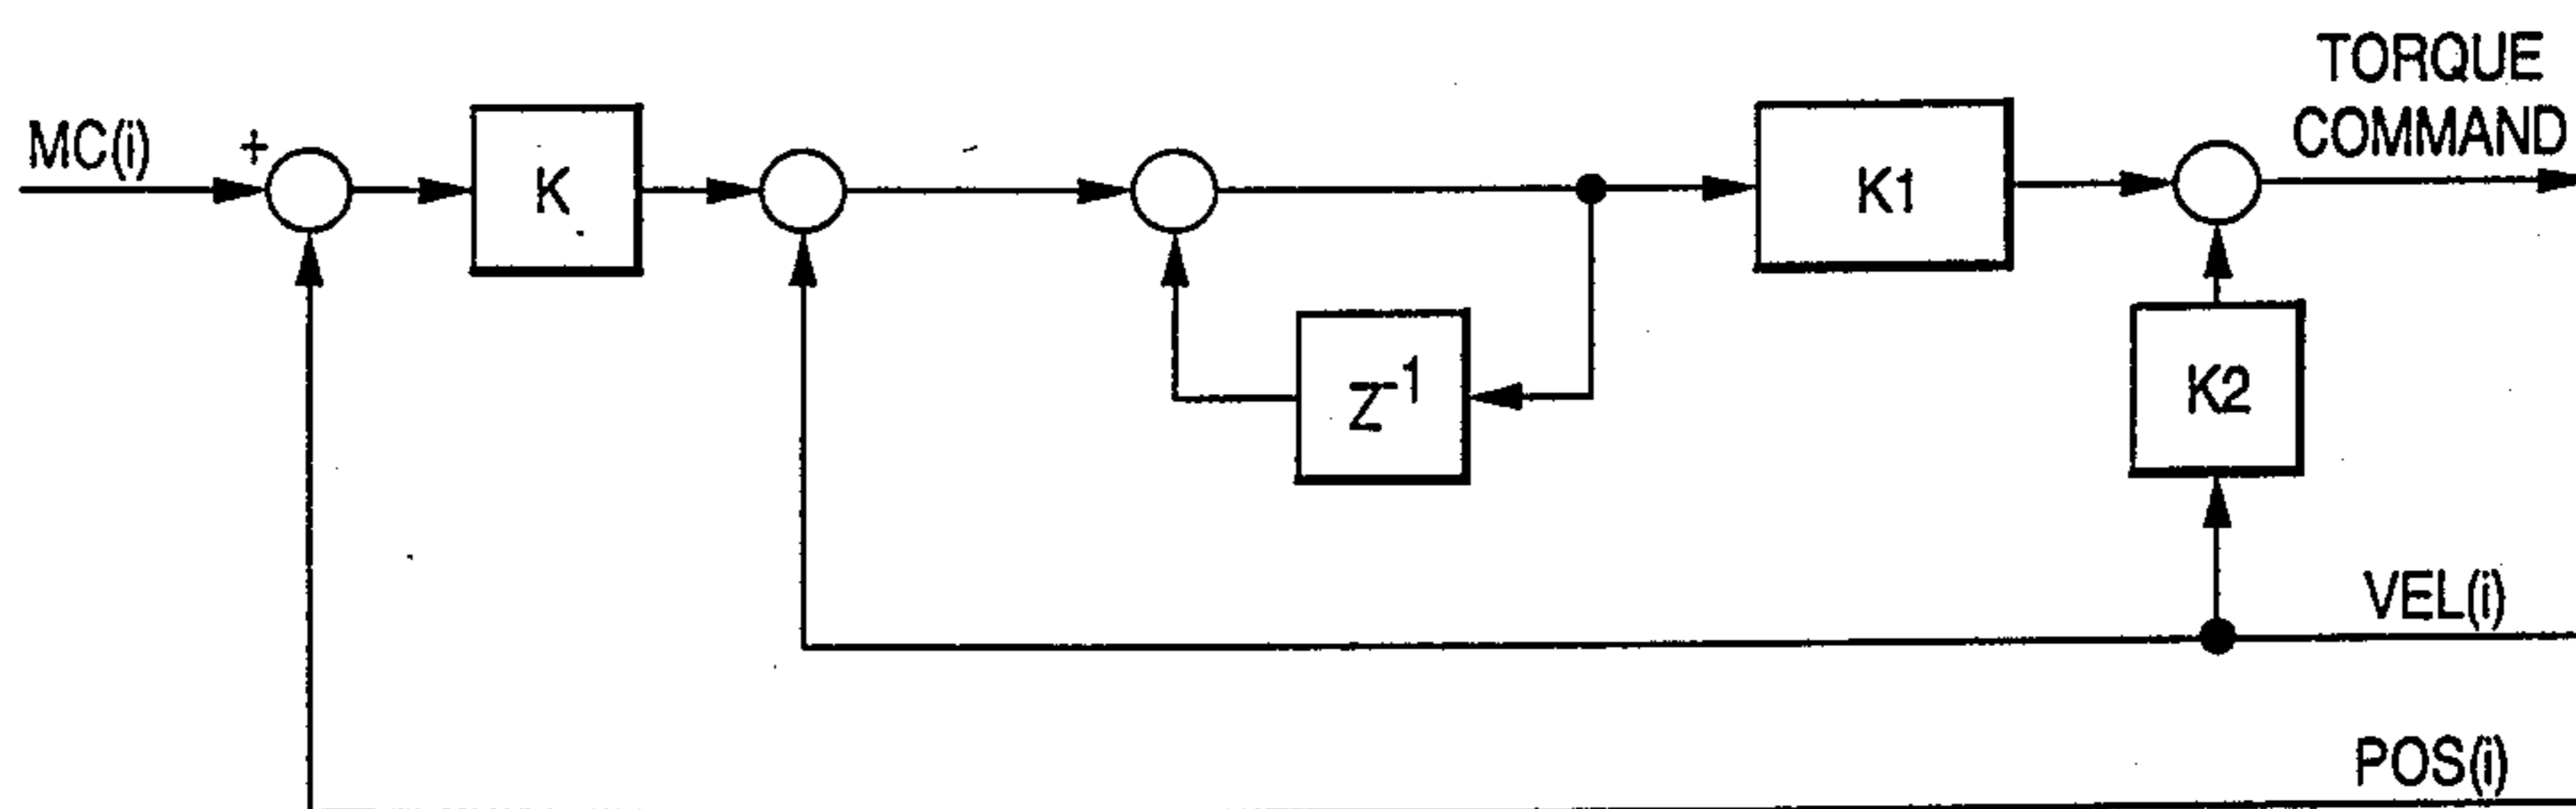 TORQUE
COMMAND
MC(i)
+
K
K1
Z-1
K2
VEL(i)
POS(i)